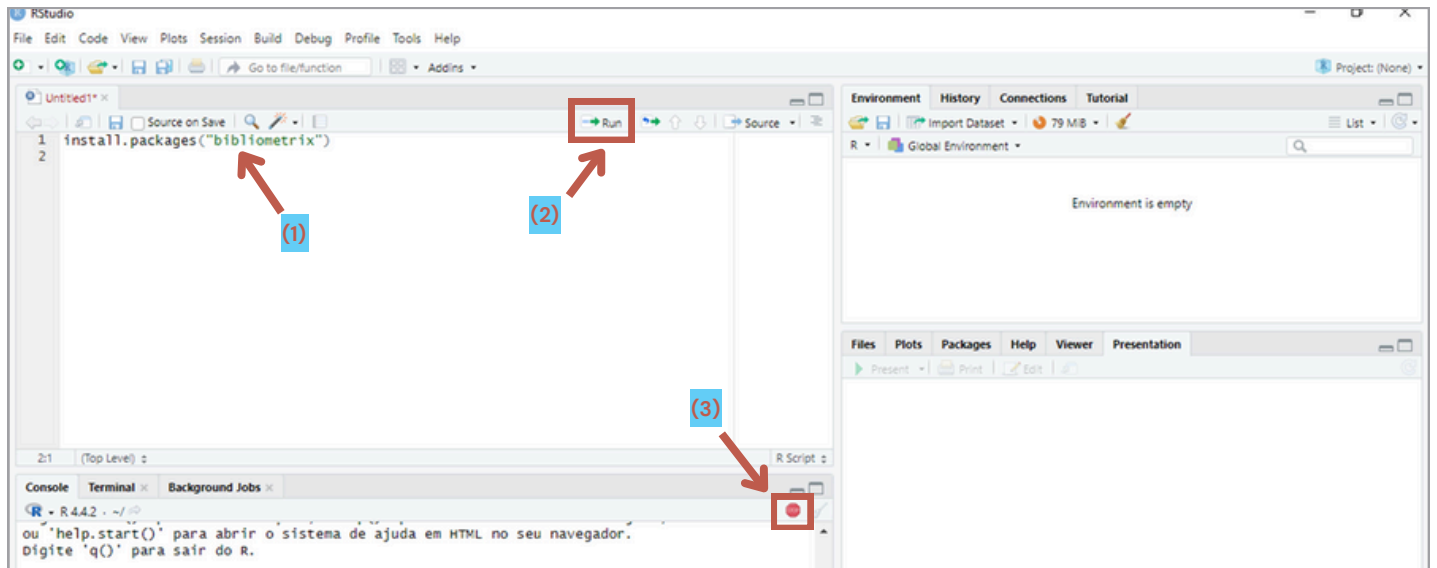 RStudio
File Edit Code View Plots Session Build Debug Profile Tools Help
Go to file/function
Addins
Project: (None)
Untitled1*
Source on Save
Run
Source
1 install.packages("bibliometrix")
2
(1)
(2)
(3)
2:1 (Top Level)
R Script
Console Terminal Background Jobs
R 4.4.2 · ~/
ou 'help.start()' para abrir o sistema de ajuda em HTML no seu navegador.
Digite 'q()' para sair do R.
Environment History Connections Tutorial
Import Dataset
79 MiB
List
R
Global Environment
Environment is empty
Files Plots Packages Help Viewer Presentation
Present
Print
Edit